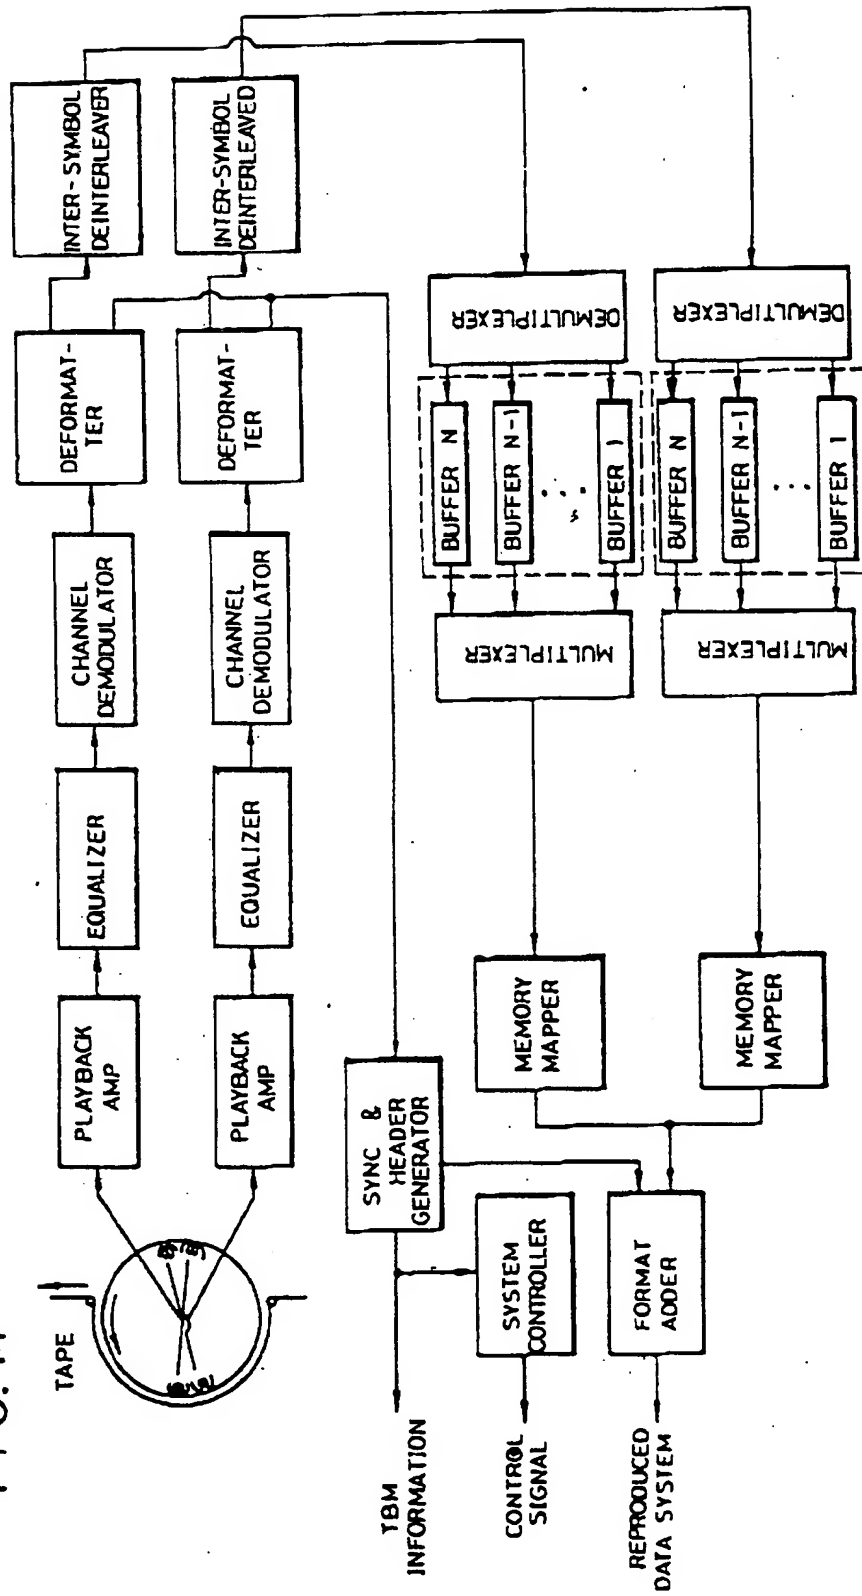 TAPE
PLAYBACK
AMP
EQUALIZER
CHANNEL
DEMODULATOR
DEFORMAT-
TER
INTER-SYMBOL
DEINTERLEAVER
PLAYBACK
AMP
EQUALIZER
CHANNEL
DEMODULATOR
DEFORMAT-
TER
INTER-SYMBOL
DEINTERLEAVED
SYNC &
HEADER
GENERATOR
TBM
INFORMATION
SYSTEM
CONTROLLER
CONTROL
SIGNAL
MEMORY
MAPPER
MULTIPLEXER
BUFFER N
BUFFER N-1
...
BUFFER 1
DEMULTIPLEXER
FORMAT
ADDER
REPRODUCED
DATA SYSTEM
MEMORY
MAPPER
MULTIPLEXER
BUFFER N
BUFFER N-1
...
BUFFER 1
DEMULTIPLEXER